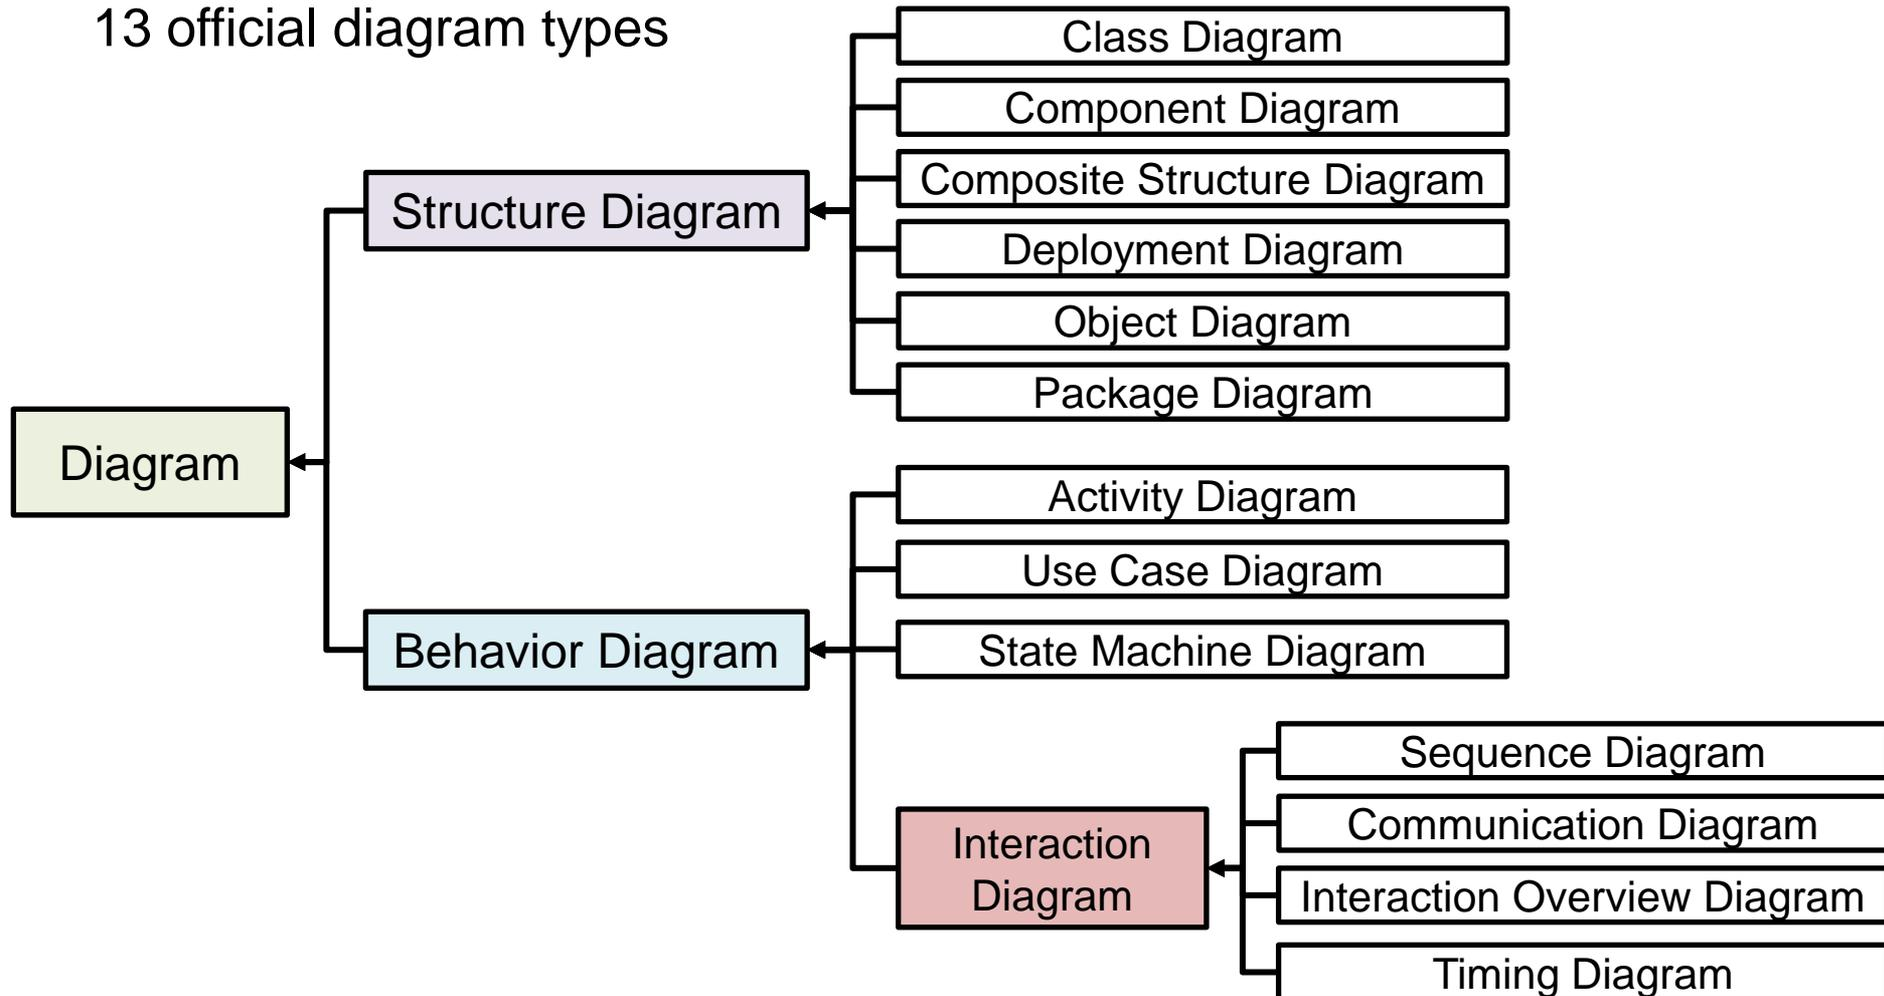 13 official diagram types
Class Diagram
Component Diagram
Composite Structure Diagram
Structure Diagram
Deployment Diagram
Object Diagram
Package Diagram
Diagram
Activity Diagram
Use Case Diagram
Behavior Diagram
State Machine Diagram
Sequence Diagram
Communication Diagram
Interaction
Diagram
Interaction Overview Diagram
Timing Diagram